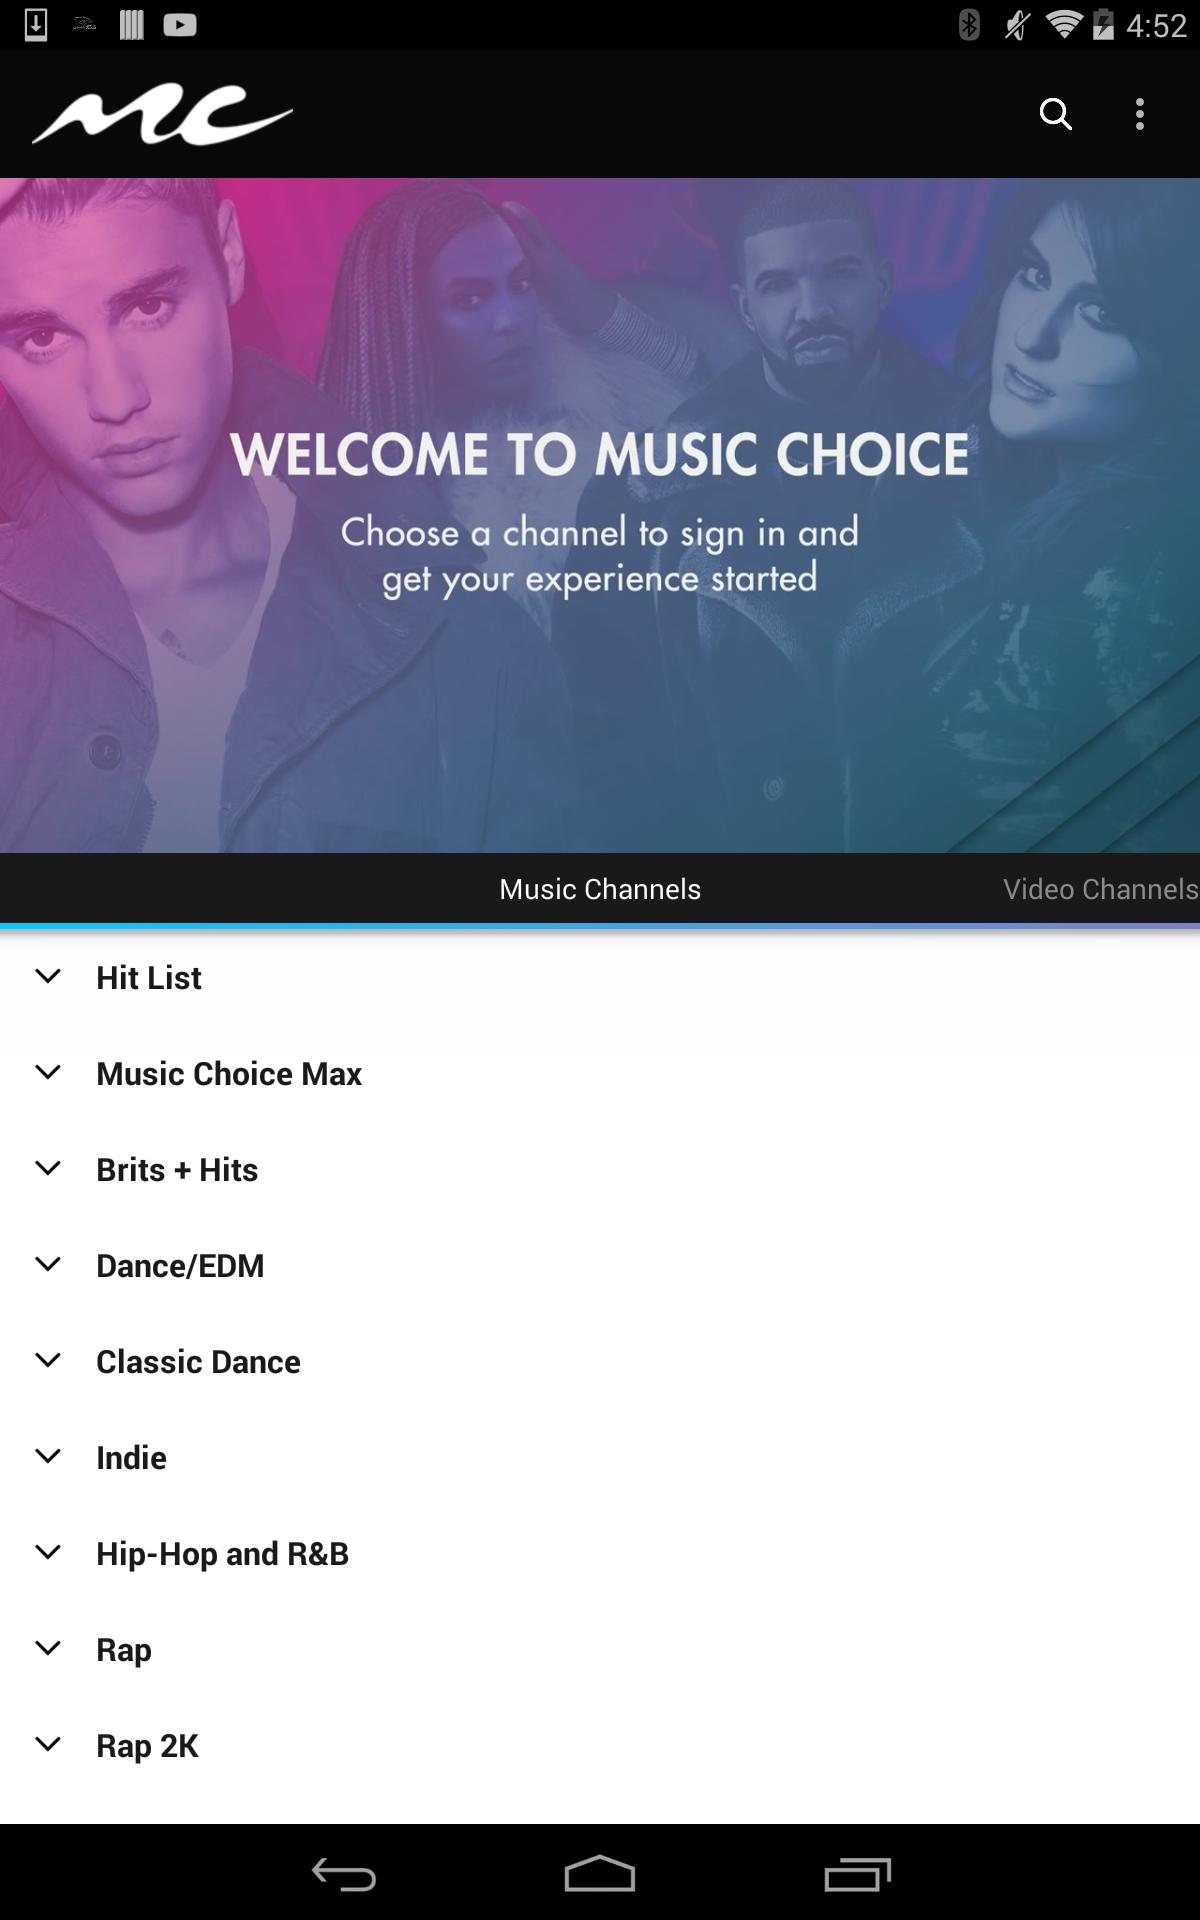 4:52
mc
WELCOME TO MUSIC CHOICE
Choose a channel to sign in and
get your experience started
Music Channels
Video Channels
Hit List
Music Choice Max
Brits + Hits
Dance/EDM
Classic Dance
Indie
Hip-Hop and R&B
Rap
Rap 2K